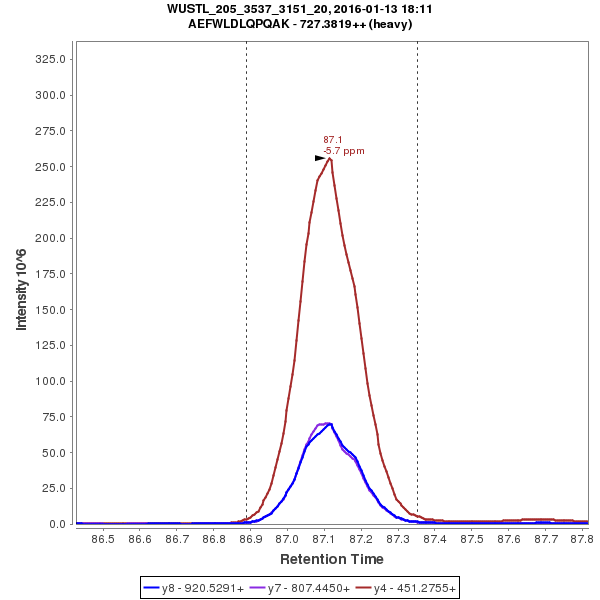 WUSTL_205_3537_3151_20, 2016-01-13 18:11
AEFWLDLQPQAK - 727.3819++ (heavy)
325.0
300.0
275.0
250.0
225.0
200.0
175.0
150.0
125.0
100.0
75.0
50.0
25.0
0.0
Intensity 10^6
87.1
-5.7 ppm
86.5 86.6 86.7 86.8 86.9 87.0 87.1 87.2 87.3 87.4 87.5 87.6 87.7 87.8
Retention Time
y8 - 920.5291+ y7 - 807.4450+ y4 - 451.2755+